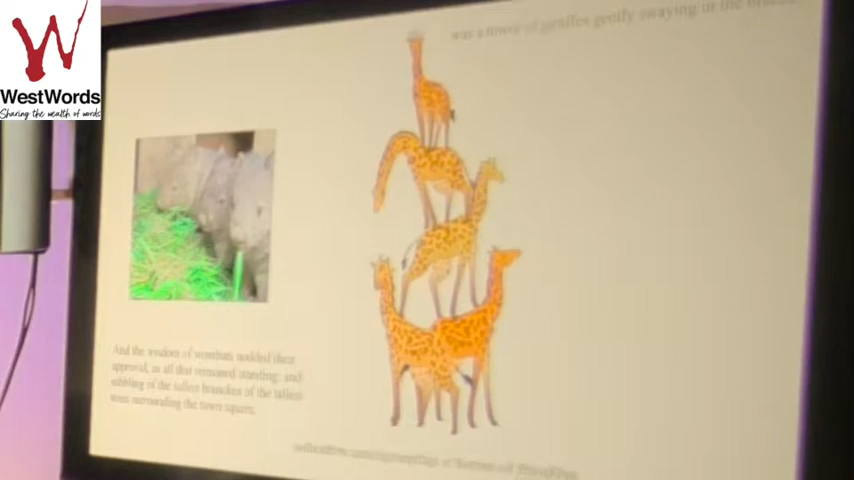 WestWords
Sharing the wealth of words
was a tower of giraffes gently swaying in the
And the wisdom of wombats nodded their
approval, as all that remained standing: and
nibbling of the tallest branches of the tallest
trees surrounding the town square.